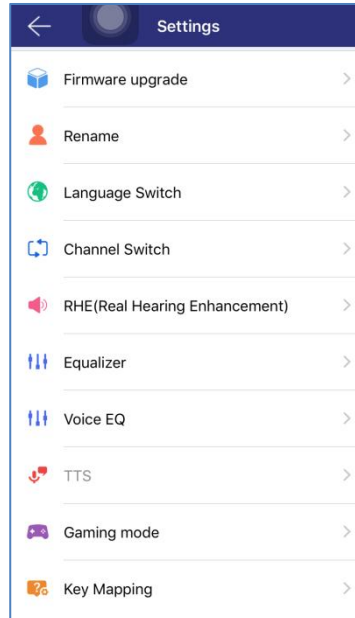 Settings
Firmware upgrade
Rename
Language Switch
Channel Switch
RHE(Real Hearing Enhancement)
Equalizer
Voice EQ
TTS
Gaming mode
Key Mapping